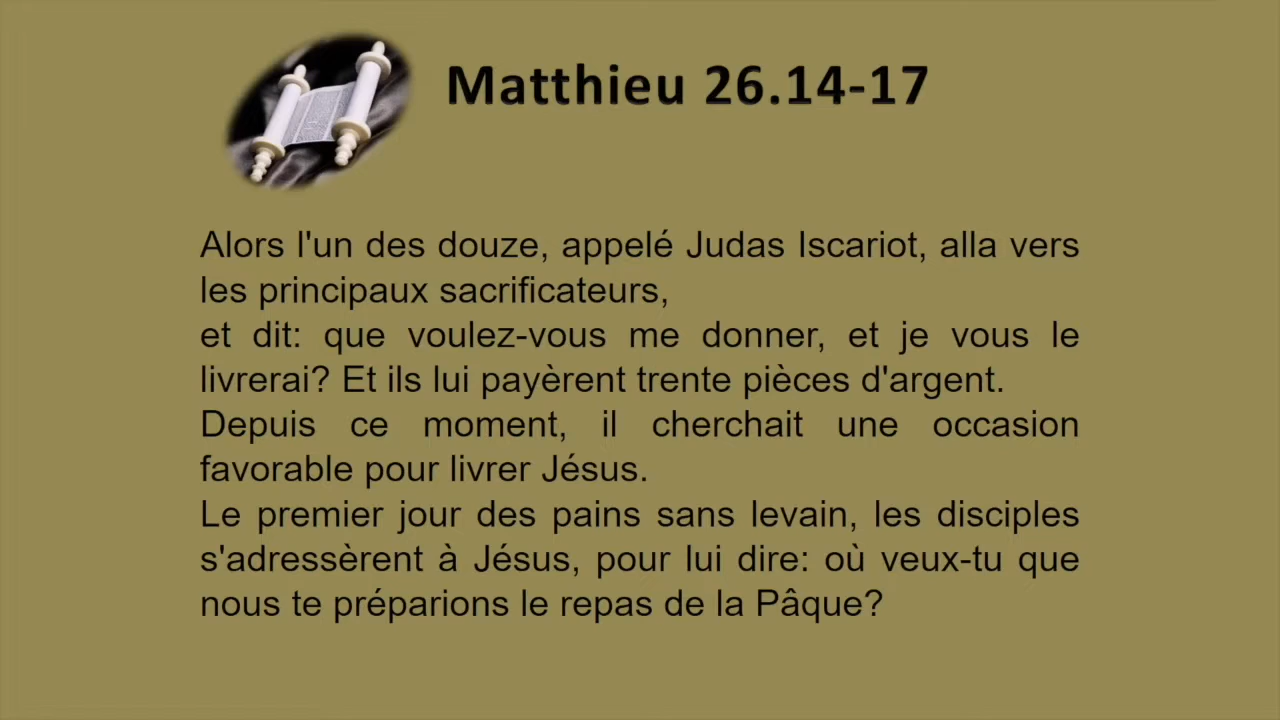 Matthieu 26.14-17
Alors l'un des douze, appelé Judas Iscariot, alla vers
les principaux sacrificateurs,
et dit: que voulez-vous me donner, et je vous le
livrerai? Et ils lui payèrent trente pièces d'argent.
Depuis ce moment, il cherchait une occasion
favorable pour livrer Jésus.
Le premier jour des pains sans levain, les disciples
s'adressèrent à Jésus, pour lui dire: où veux-tu que
nous te préparions le repas de la Pâque?